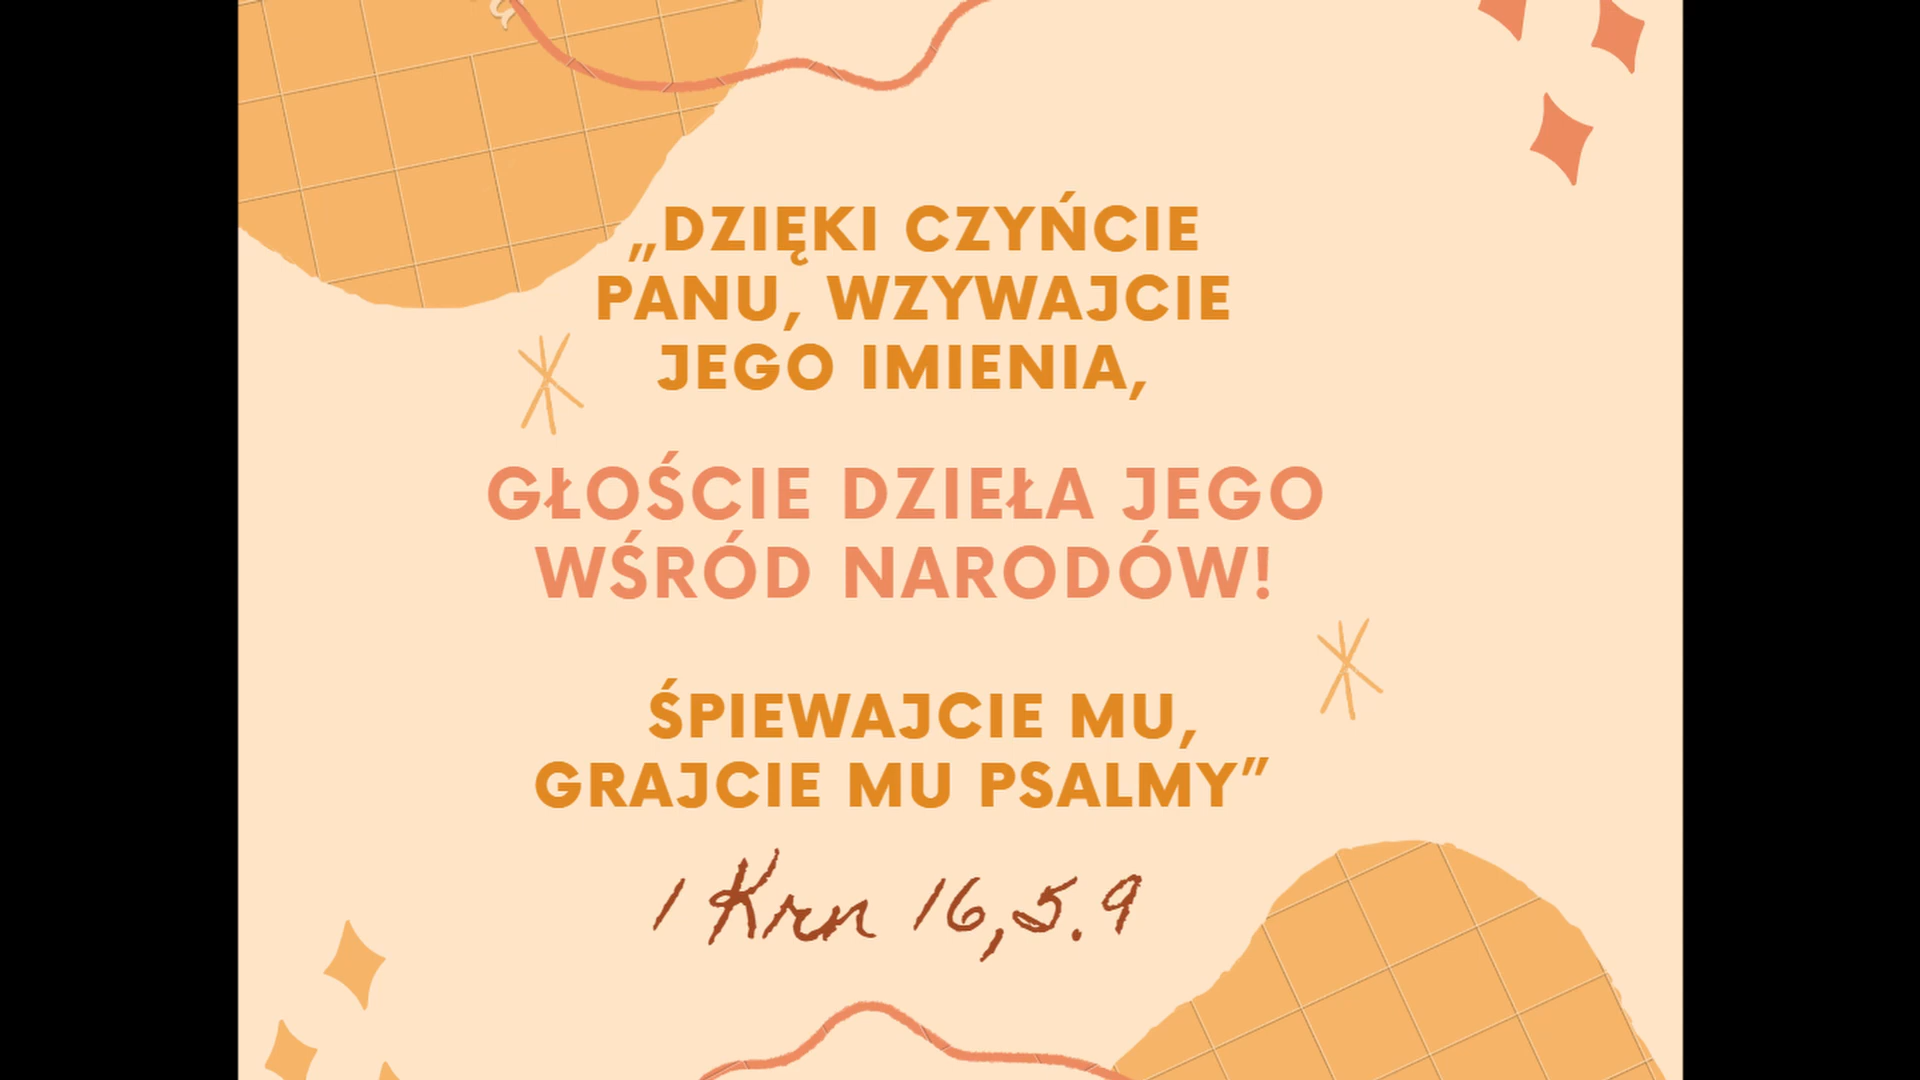 „DZIĘKI CZYŃCIE
PANU, WZYWAJCIE
JEGO IMIENIA,
GŁOŚCIE DZIEŁA JEGO
WŚRÓD NARODÓW!
ŚPIEWAJCIE MU,
GRAJCIE MU PSALMY”
1 Krn 16,5.9